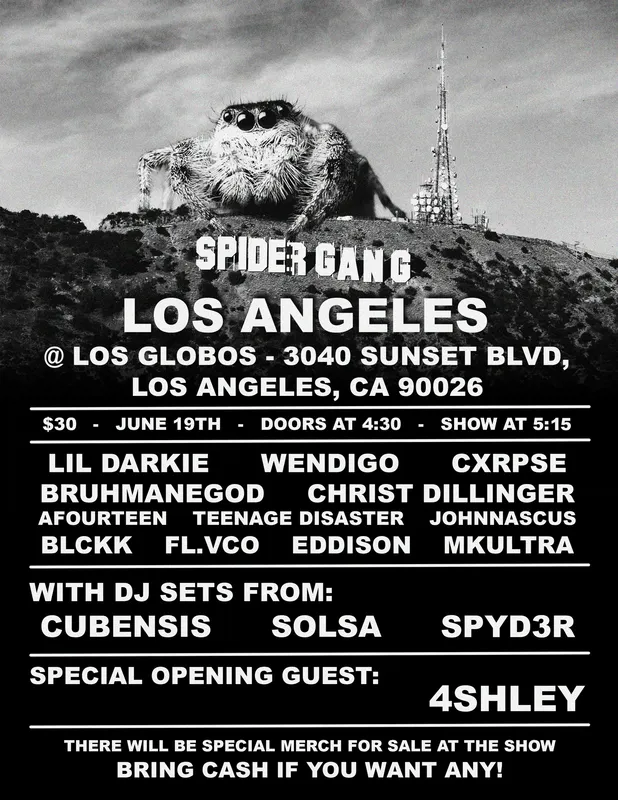 SPIDER GANG
LOS ANGELES
@ LOS GLOBOS - 3040 SUNSET BLVD,
LOS ANGELES, CA 90026
$30 - JUNE 19TH - DOORS AT 4:30 - SHOW AT 5:15
LIL DARKIE WENDIGO CXRPSE
BRUHMANEGOD CHRIST DILLINGER
AFOURTEEN TEENAGE DISASTER JOHNNASCUS
BLCKK FL.VCO EDDISON MKULTRA
WITH DJ SETS FROM:
CUBENSIS SOLSA SPYD3R
SPECIAL OPENING GUEST:
4SHLEY
THERE WILL BE SPECIAL MERCH FOR SALE AT THE SHOW
BRING CASH IF YOU WANT ANY!